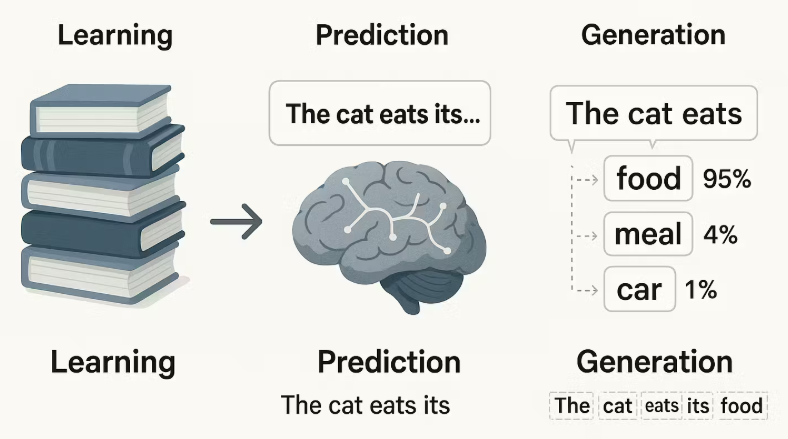 Learning
Prediction
Generation
The cat eats its...
The cat eats
food 95%
meal 4%
car 1%
Learning
Prediction
Generation
The cat eats its
The cat eats its food